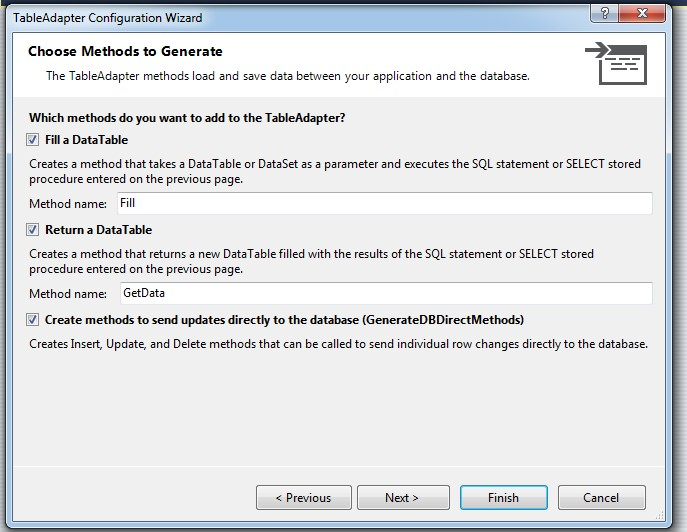 TableAdapter Configuration Wizard
?
Choose Methods to Generate
The TableAdapter methods load and save data between your application and the database.
Which methods do you want to add to the TableAdapter?
Fill a DataTable
Creates a method that takes a DataTable or DataSet as a parameter and executes the SQL statement or SELECT stored
procedure entered on the previous page.
Method name: Fill
Return a DataTable
Creates a method that returns a new DataTable filled with the results of the SQL statement or SELECT stored
procedure entered on the previous page.
Method name: GetData
Create methods to send updates directly to the database (GenerateDBDirectMethods)
Creates Insert, Update, and Delete methods that can be called to send individual row changes directly to the database.
< Previous Next > Finish Cancel